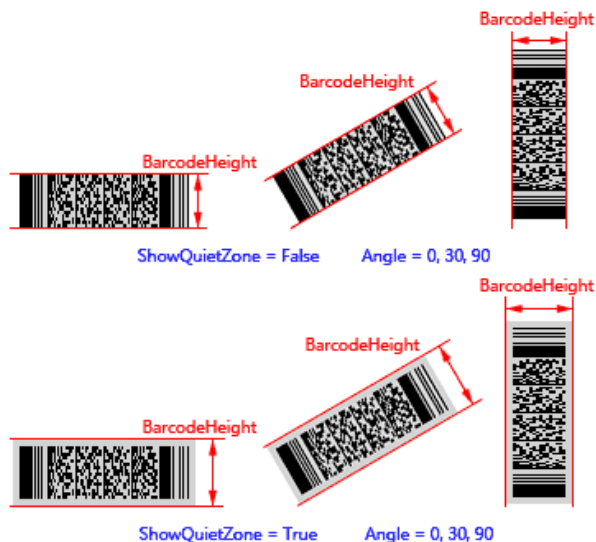 BarcodeHeight
BarcodeHeight
BarcodeHeight
ShowQuietZone = False Angle = 0, 30, 90
BarcodeHeight
BarcodeHeight
BarcodeHeight
ShowQuietZone = True Angle = 0, 30, 90